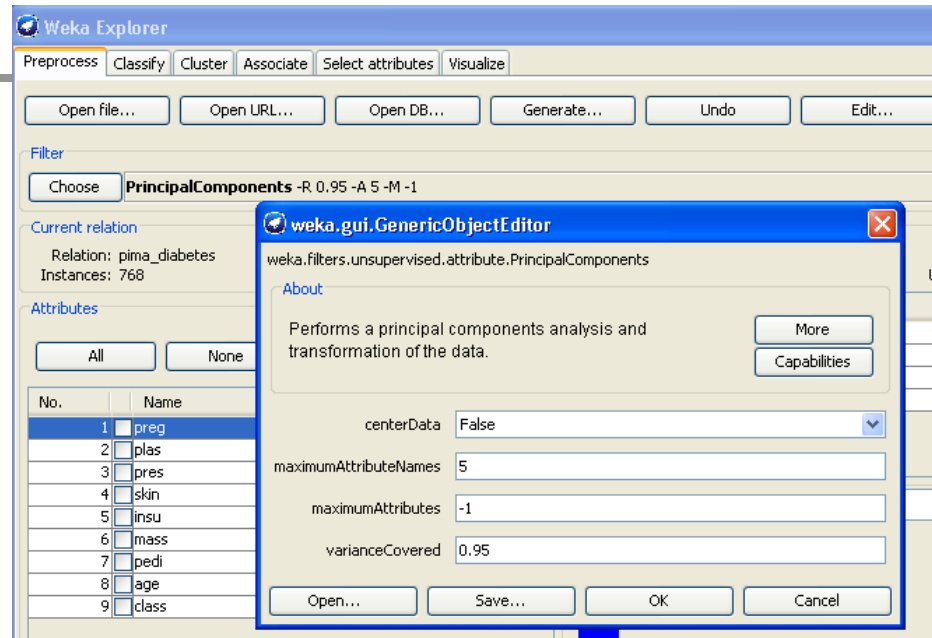 Weka Explorer
Preprocess Classify Cluster Associate Select attributes Visualize
Open file... Open URL... Open DB... Generate... Undo Edit...
Filter
Choose PrincipalComponents -R 0.95 -A 5 -M -1
Current relation
Relation: pima_diabetes
Instances: 768
Attributes
All None
No. Name
1 preg
2 plas
3 pres
4 skin
5 insu
6 mass
7 pedi
8 age
9 class
weka.gui.GenericObjectEditor
weka.filters.unsupervised.attribute.PrincipalComponents
About
Performs a principal components analysis and
transformation of the data.
More
Capabilities
centerData False
maximumAttributeNames 5
maximumAttributes -1
varianceCovered 0.95
Open... Save... OK Cancel